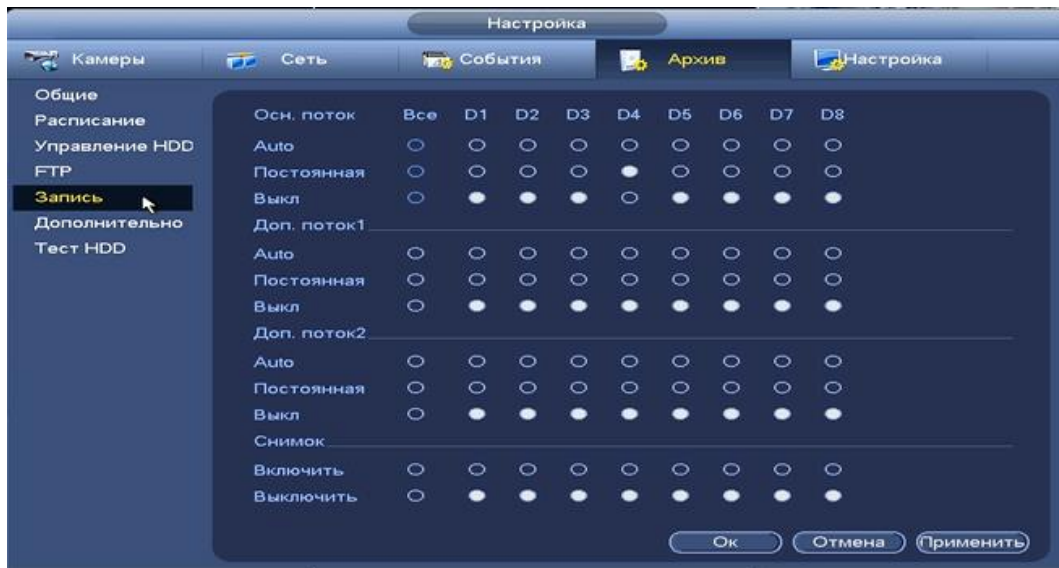 Настройка
Камеры Сеть События Архив Настройка
Общие
Расписание
Управление HDD
FTP
Запись
Дополнительно
Тест HDD
Осн. поток Все D1 D2 D3 D4 D5 D6 D7 D8
Auto
Постоянная
Выкл
Доп. поток1
Auto
Постоянная
Выкл
Доп. поток2
Auto
Постоянная
Выкл
Снимок
Включить
Выключить
Ок Отмена Применить